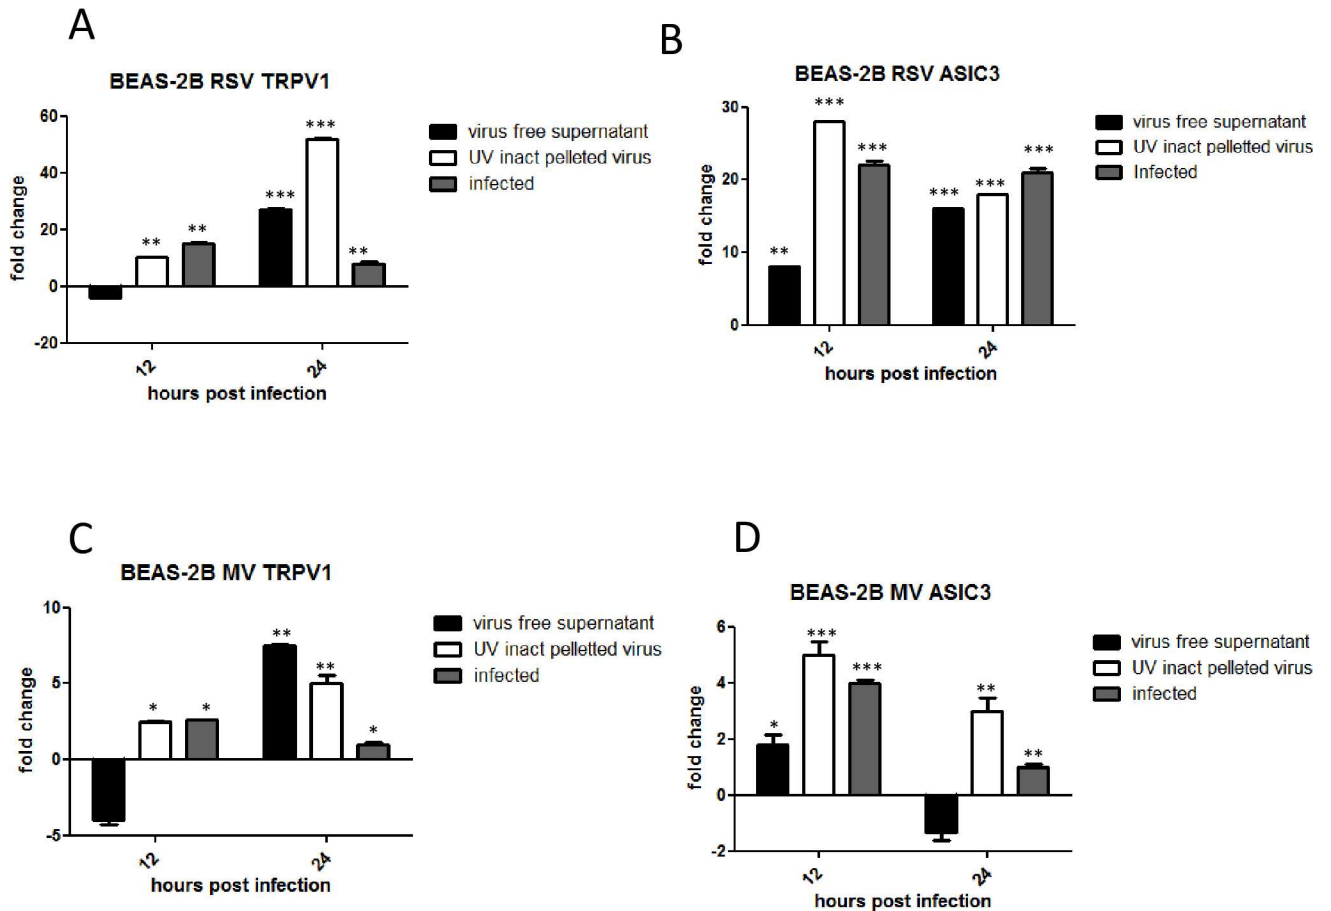 A
BEAS-2B RSV TRPV1
virus free supernatant
UV inact pelleted virus
infected
fold change
60
40
20
0
-20
**
**
***
***
**
12
24
hours post infection
B
BEAS-2B RSV ASIC3
virus free supernatant
UV inact pelletted virus
Infected
fold change
30
20
10
0
**
***
***
***
***
***
12
24
hours post infection
C
BEAS-2B MV TRPV1
virus free supernatant
UV inact pelletted virus
infected
fold change
10
5
0
-5
*
*
**
**
*
12
24
hours post infection
D
BEAS-2B MV ASIC3
virus free supernatant
UV inact pelleted virus
infected
fold change
6
4
2
0
-2
*
***
***
**
**
12
24
hours post infection